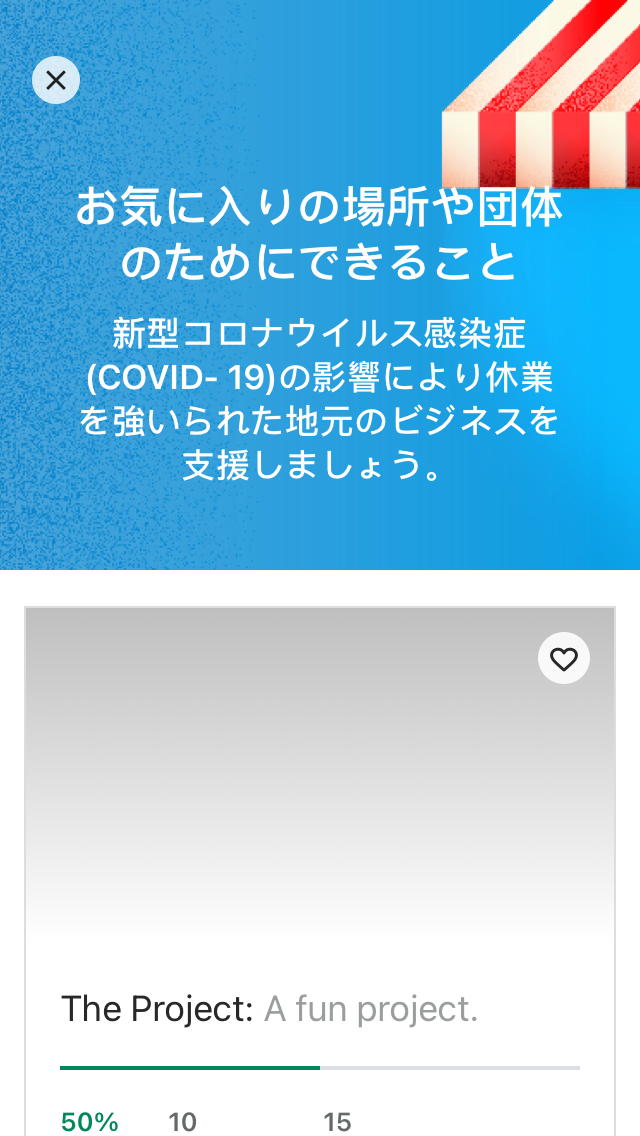 お気に入りの場所や団体
のためにできること
新型コロナウイルス感染症
(COVID- 19)の影響により休業
を強いられた地元のビジネスを
支援しましょう。
The Project: A fun project.
50% 10 15